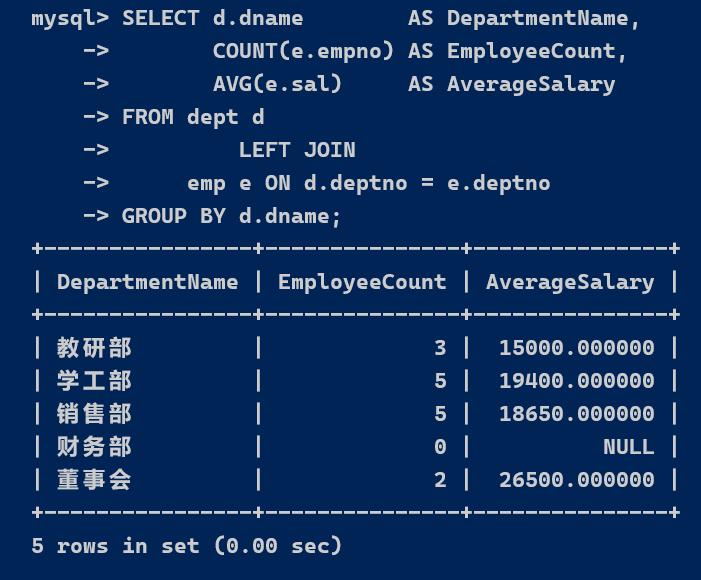 mysql> SELECT d.dname        AS DepartmentName,
    ->        COUNT(e.empno) AS EmployeeCount,
    ->        AVG(e.sal)     AS AverageSalary
    -> FROM dept d
    ->          LEFT JOIN
    ->      emp e ON d.deptno = e.deptno
    -> GROUP BY d.dname;
+----------------+---------------+---------------+
| DepartmentName | EmployeeCount | AverageSalary |
+----------------+---------------+---------------+
| 教研部          |             3 |  15000.000000 |
| 学工部          |             5 |  19400.000000 |
| 销售部          |             5 |  18650.000000 |
| 财务部          |             0 |          NULL |
| 董事会          |             2 |  26500.000000 |
+----------------+---------------+---------------+
5 rows in set (0.00 sec)